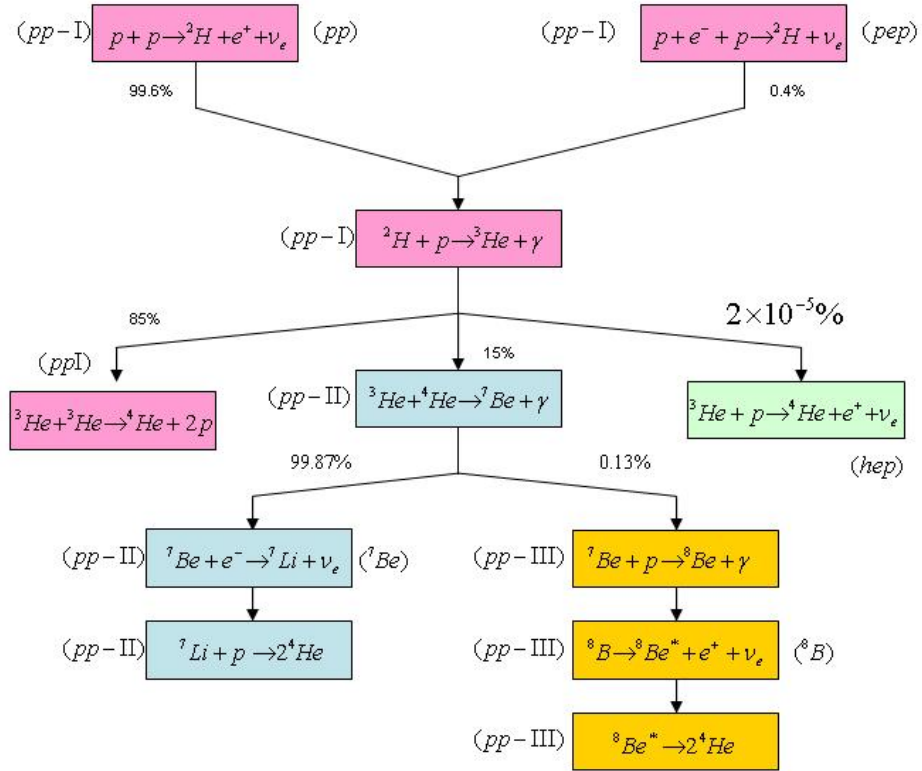 (pp−I) p + p→²H + e⁺ + νₑ (pp)
(pp−I) p + e⁻ + p→²H + νₑ (pep)
99.6%
0.4%
(pp−I) ²H + p→³He + γ
85%
15%
2×10⁻⁵%
(ppI)
³He+³He→⁴He + 2p
(pp−II) ³He+⁴He→⁷Be + γ
³He + p→⁴He + e⁺ + νₑ
(hep)
99.87%
0.13%
(pp−II) ⁷Be + e⁻→⁷Li + νₑ (⁷Be)
(pp−III) ⁷Be + p→⁸Be + γ
(pp−II) ⁷Li + p →2⁴He
(pp−III) ⁸B→⁸Be* + e⁺ + νₑ (⁸B)
(pp−III) ⁸Be*→2⁴He